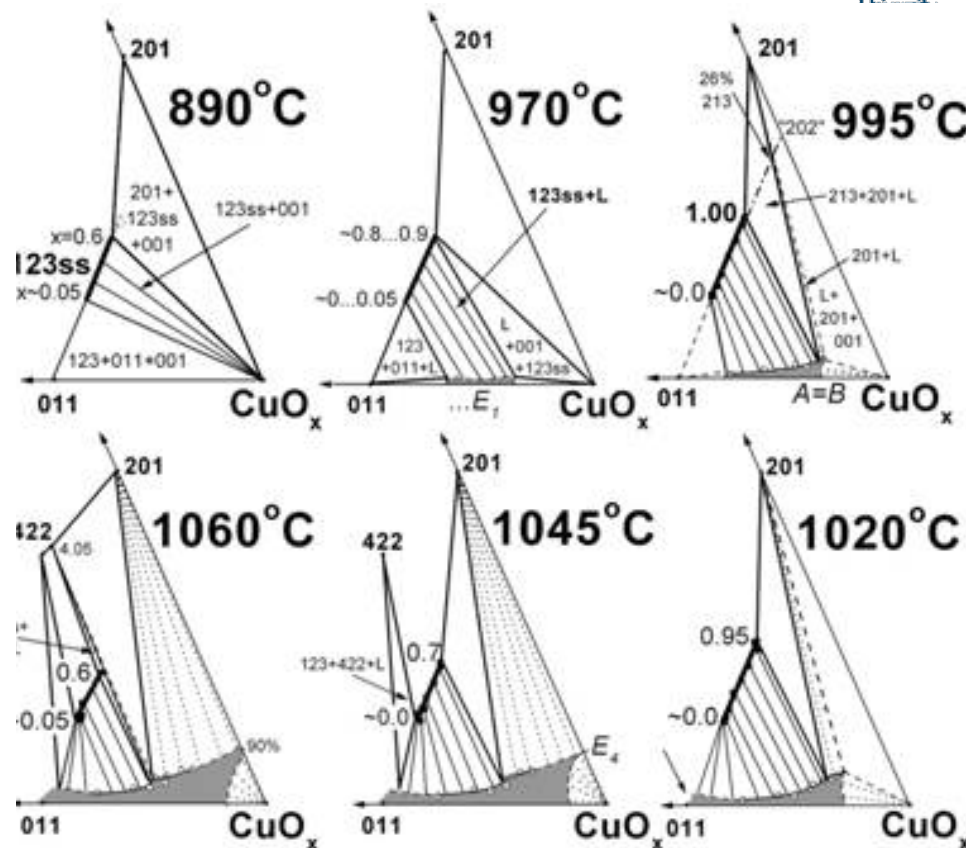 201
890°C
201+
123ss
+001
123ss+001
x=0.6
123ss
x~0.05
123+011+001
011
CuOx
201
970°C
123ss+L
~0.8...0.9
~0...0.05
123
+011+L
L
+001
+123ss
011
...E1
CuOx
201
26%
213
"202"
995°C
1.00
213+201+L
~0.0
201+L
L+
201+
001
011
A=B
CuOx
201
422
4.05
1060°C
0.6
0.05
90%
011
CuOx
201
422
1045°C
0.7
123+422+L
~0.0
E4
011
CuOx
201
1020°C
0.95
~0.0
011
CuOx